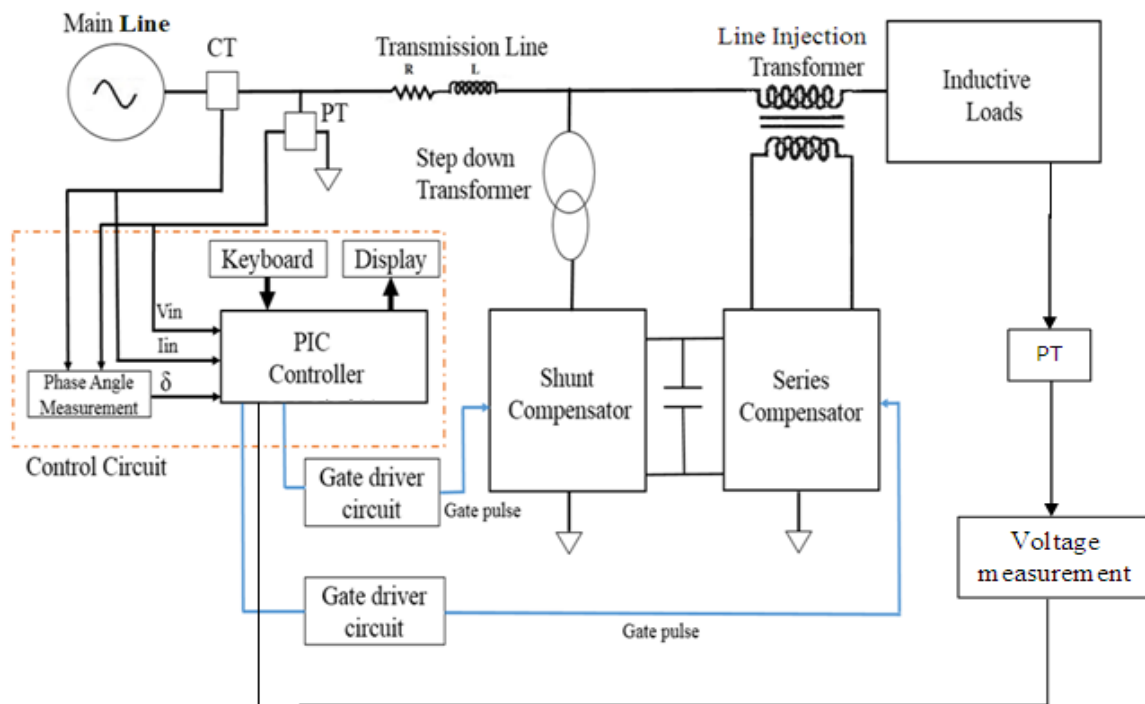 Main Line
CT
Transmission Line
R
L
Line Injection
Transformer
Inductive
Loads
PT
Step down
Transformer
Keyboard
Display
Vin
Iin
PIC
Controller
Phase Angle
Measurement
δ
Shunt
Compensator
Series
Compensator
PT
Control Circuit
Gate driver
circuit
Gate pulse
Voltage
measurement
Gate driver
circuit
Gate pulse